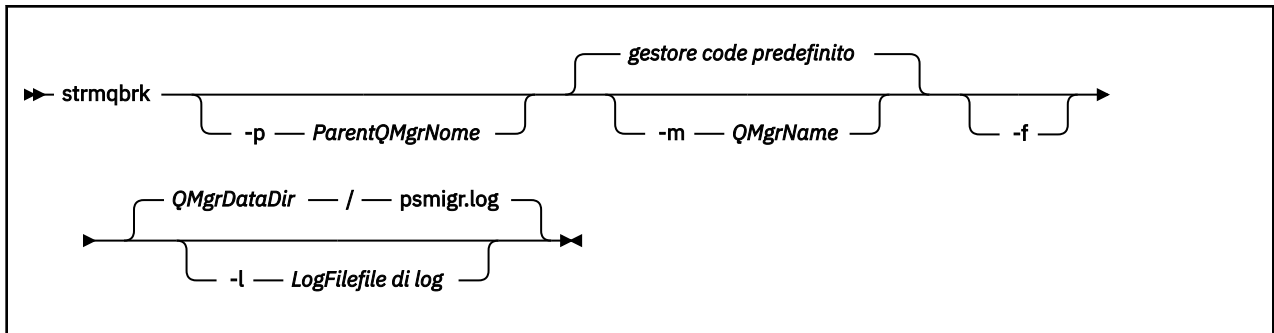 gestore code predefinito
strmqbrk
-p ParentQMgrNome
-m QMgrName
-f
QMgrDataDir / psmigr.log
-l LogFilefile di log